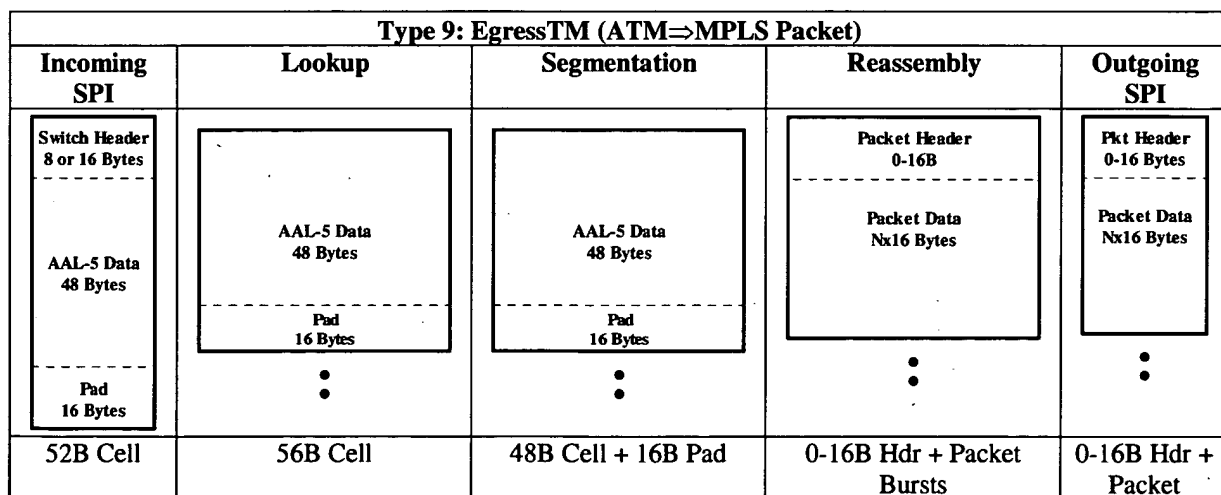 Type 9: EgressTM (ATM⇒MPLS Packet)
Incoming SPI
Lookup
Segmentation
Reassembly
Outgoing SPI
Switch Header
8 or 16 Bytes
AAL-5 Data
48 Bytes
Pad
16 Bytes
AAL-5 Data
48 Bytes
Pad
16 Bytes
AAL-5 Data
48 Bytes
Pad
16 Bytes
Packet Header
0-16B
Packet Data
Nx16 Bytes
Pkt Header
0-16 Bytes
Packet Data
Nx16 Bytes
52B Cell
56B Cell
48B Cell + 16B Pad
0-16B Hdr + Packet
Bursts
0-16B Hdr +
Packet